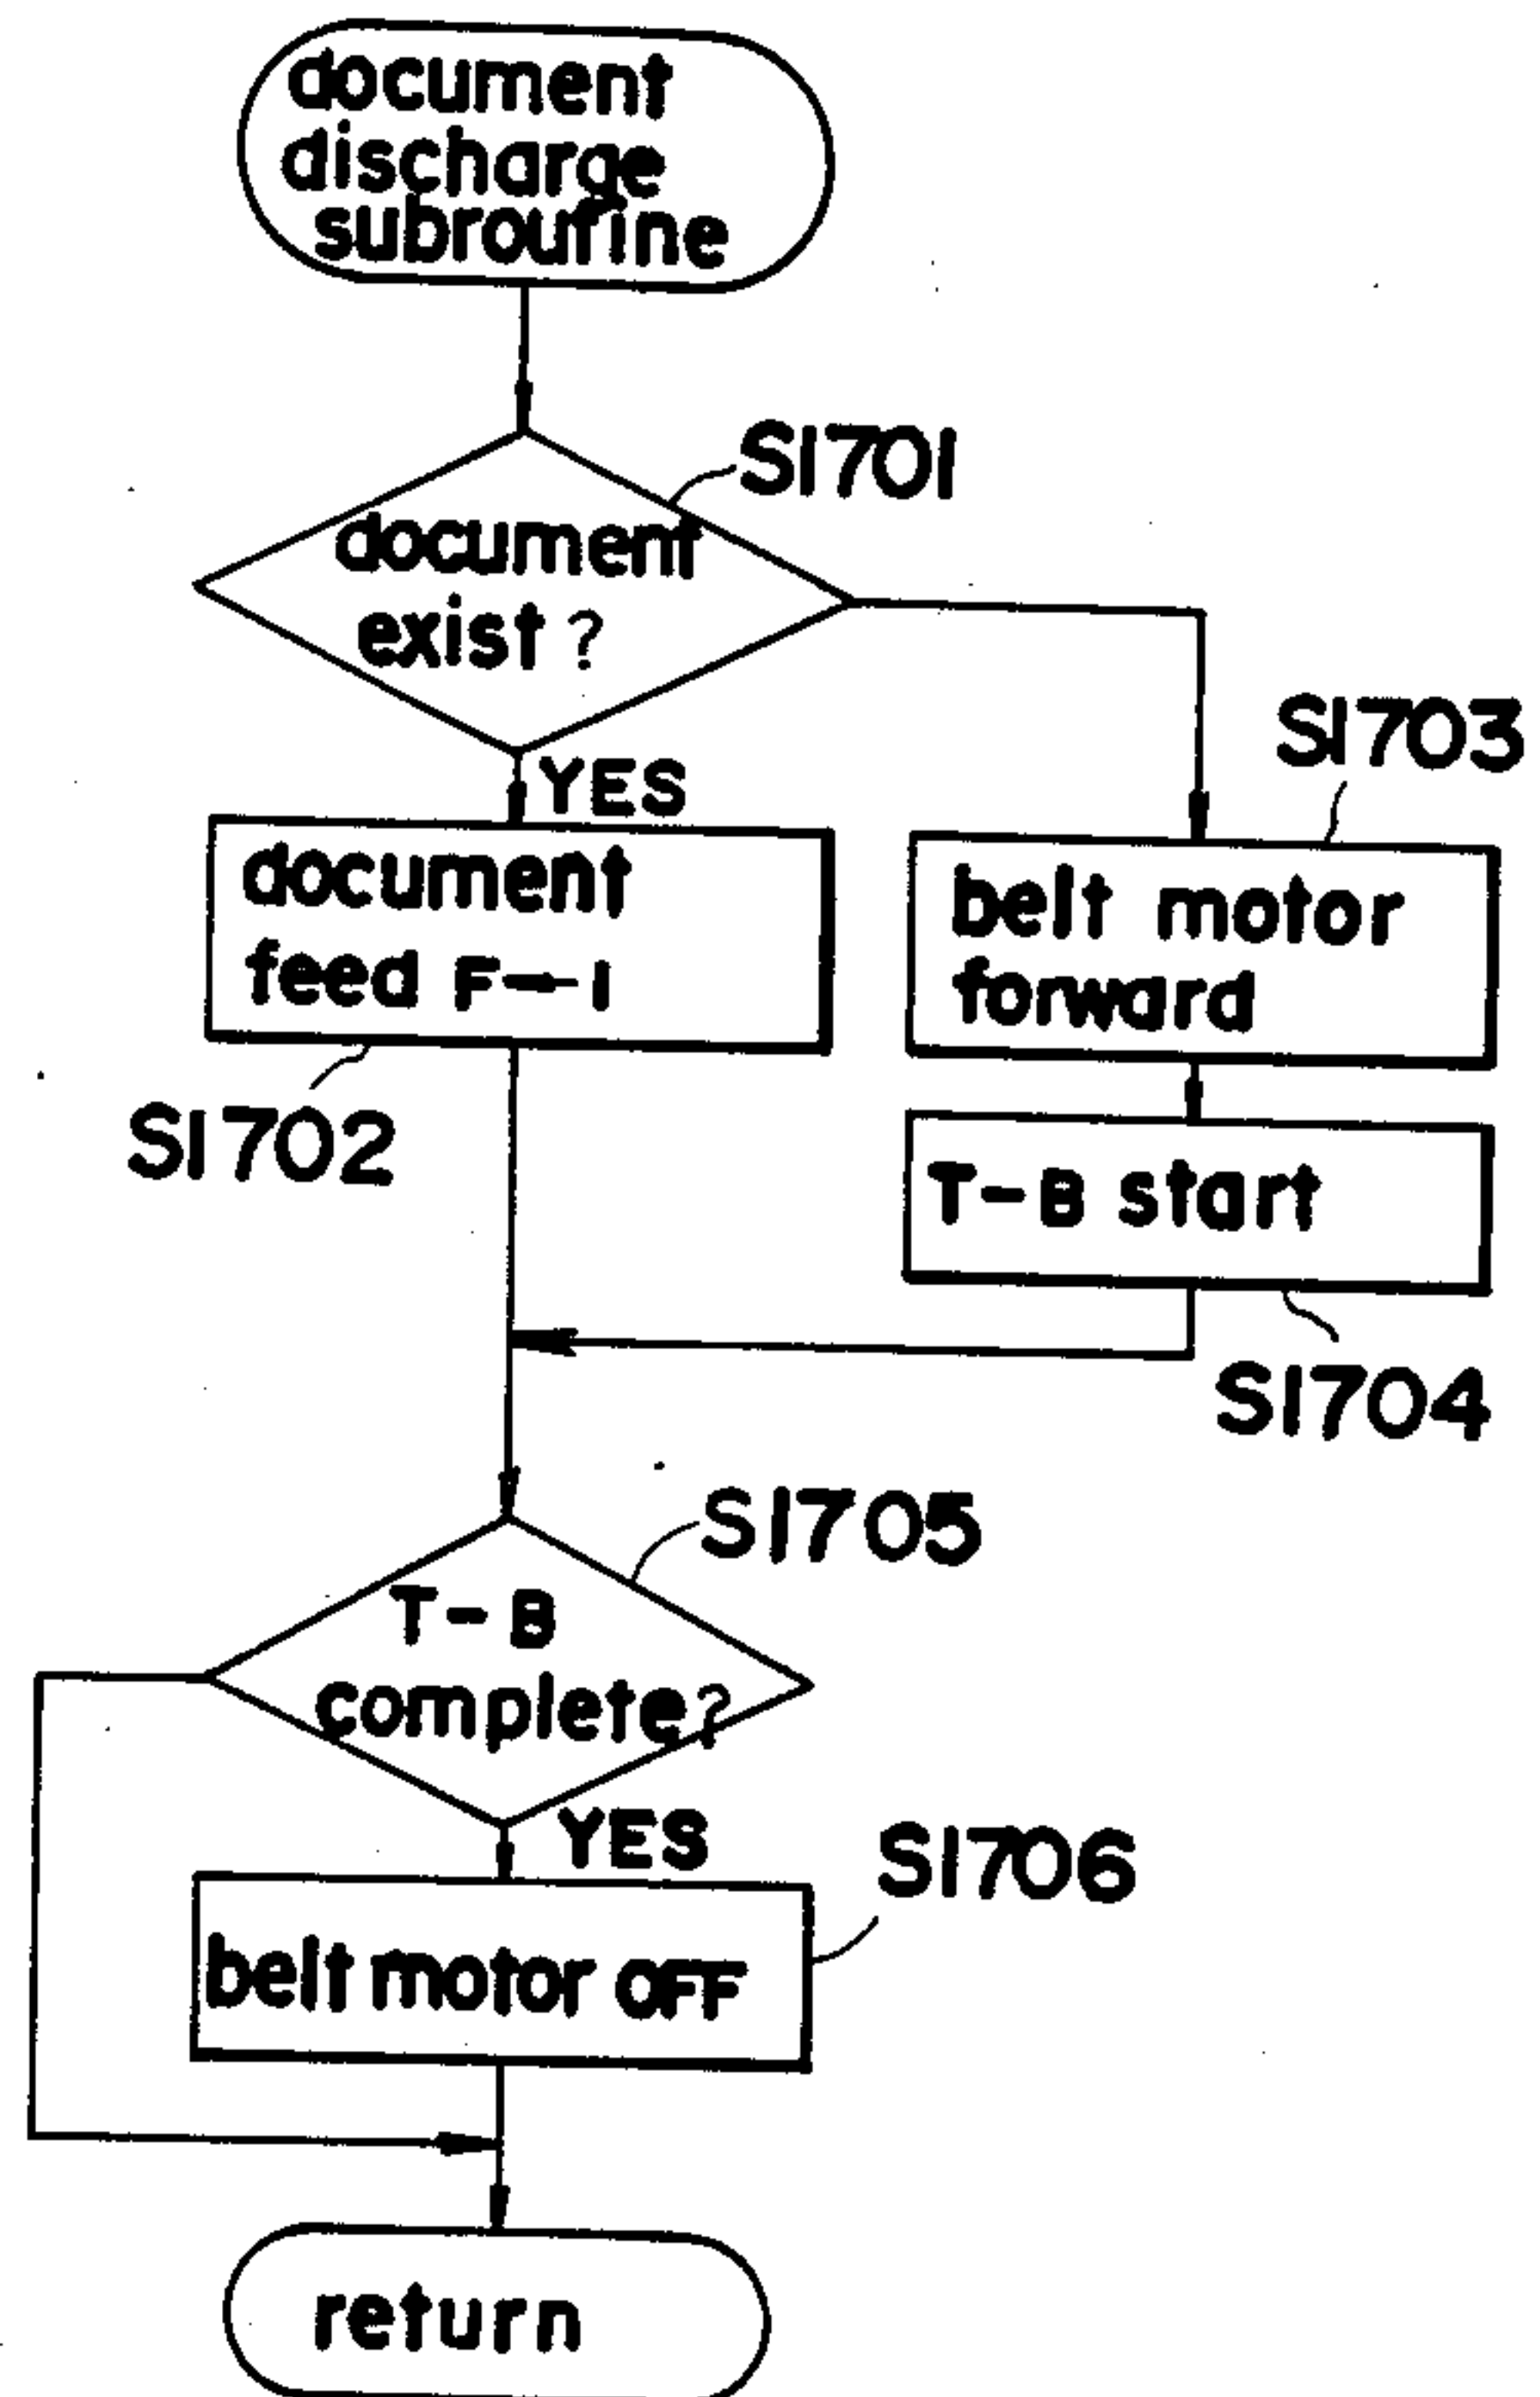 document
discharge
subroutine
S1701
document
exist ?
YES
S1703
document
feed F-1
belt motor
forward
S1702
T-B start
S1704
S1705
T-B
complete?
YES
S1706
belt motor OFF
return